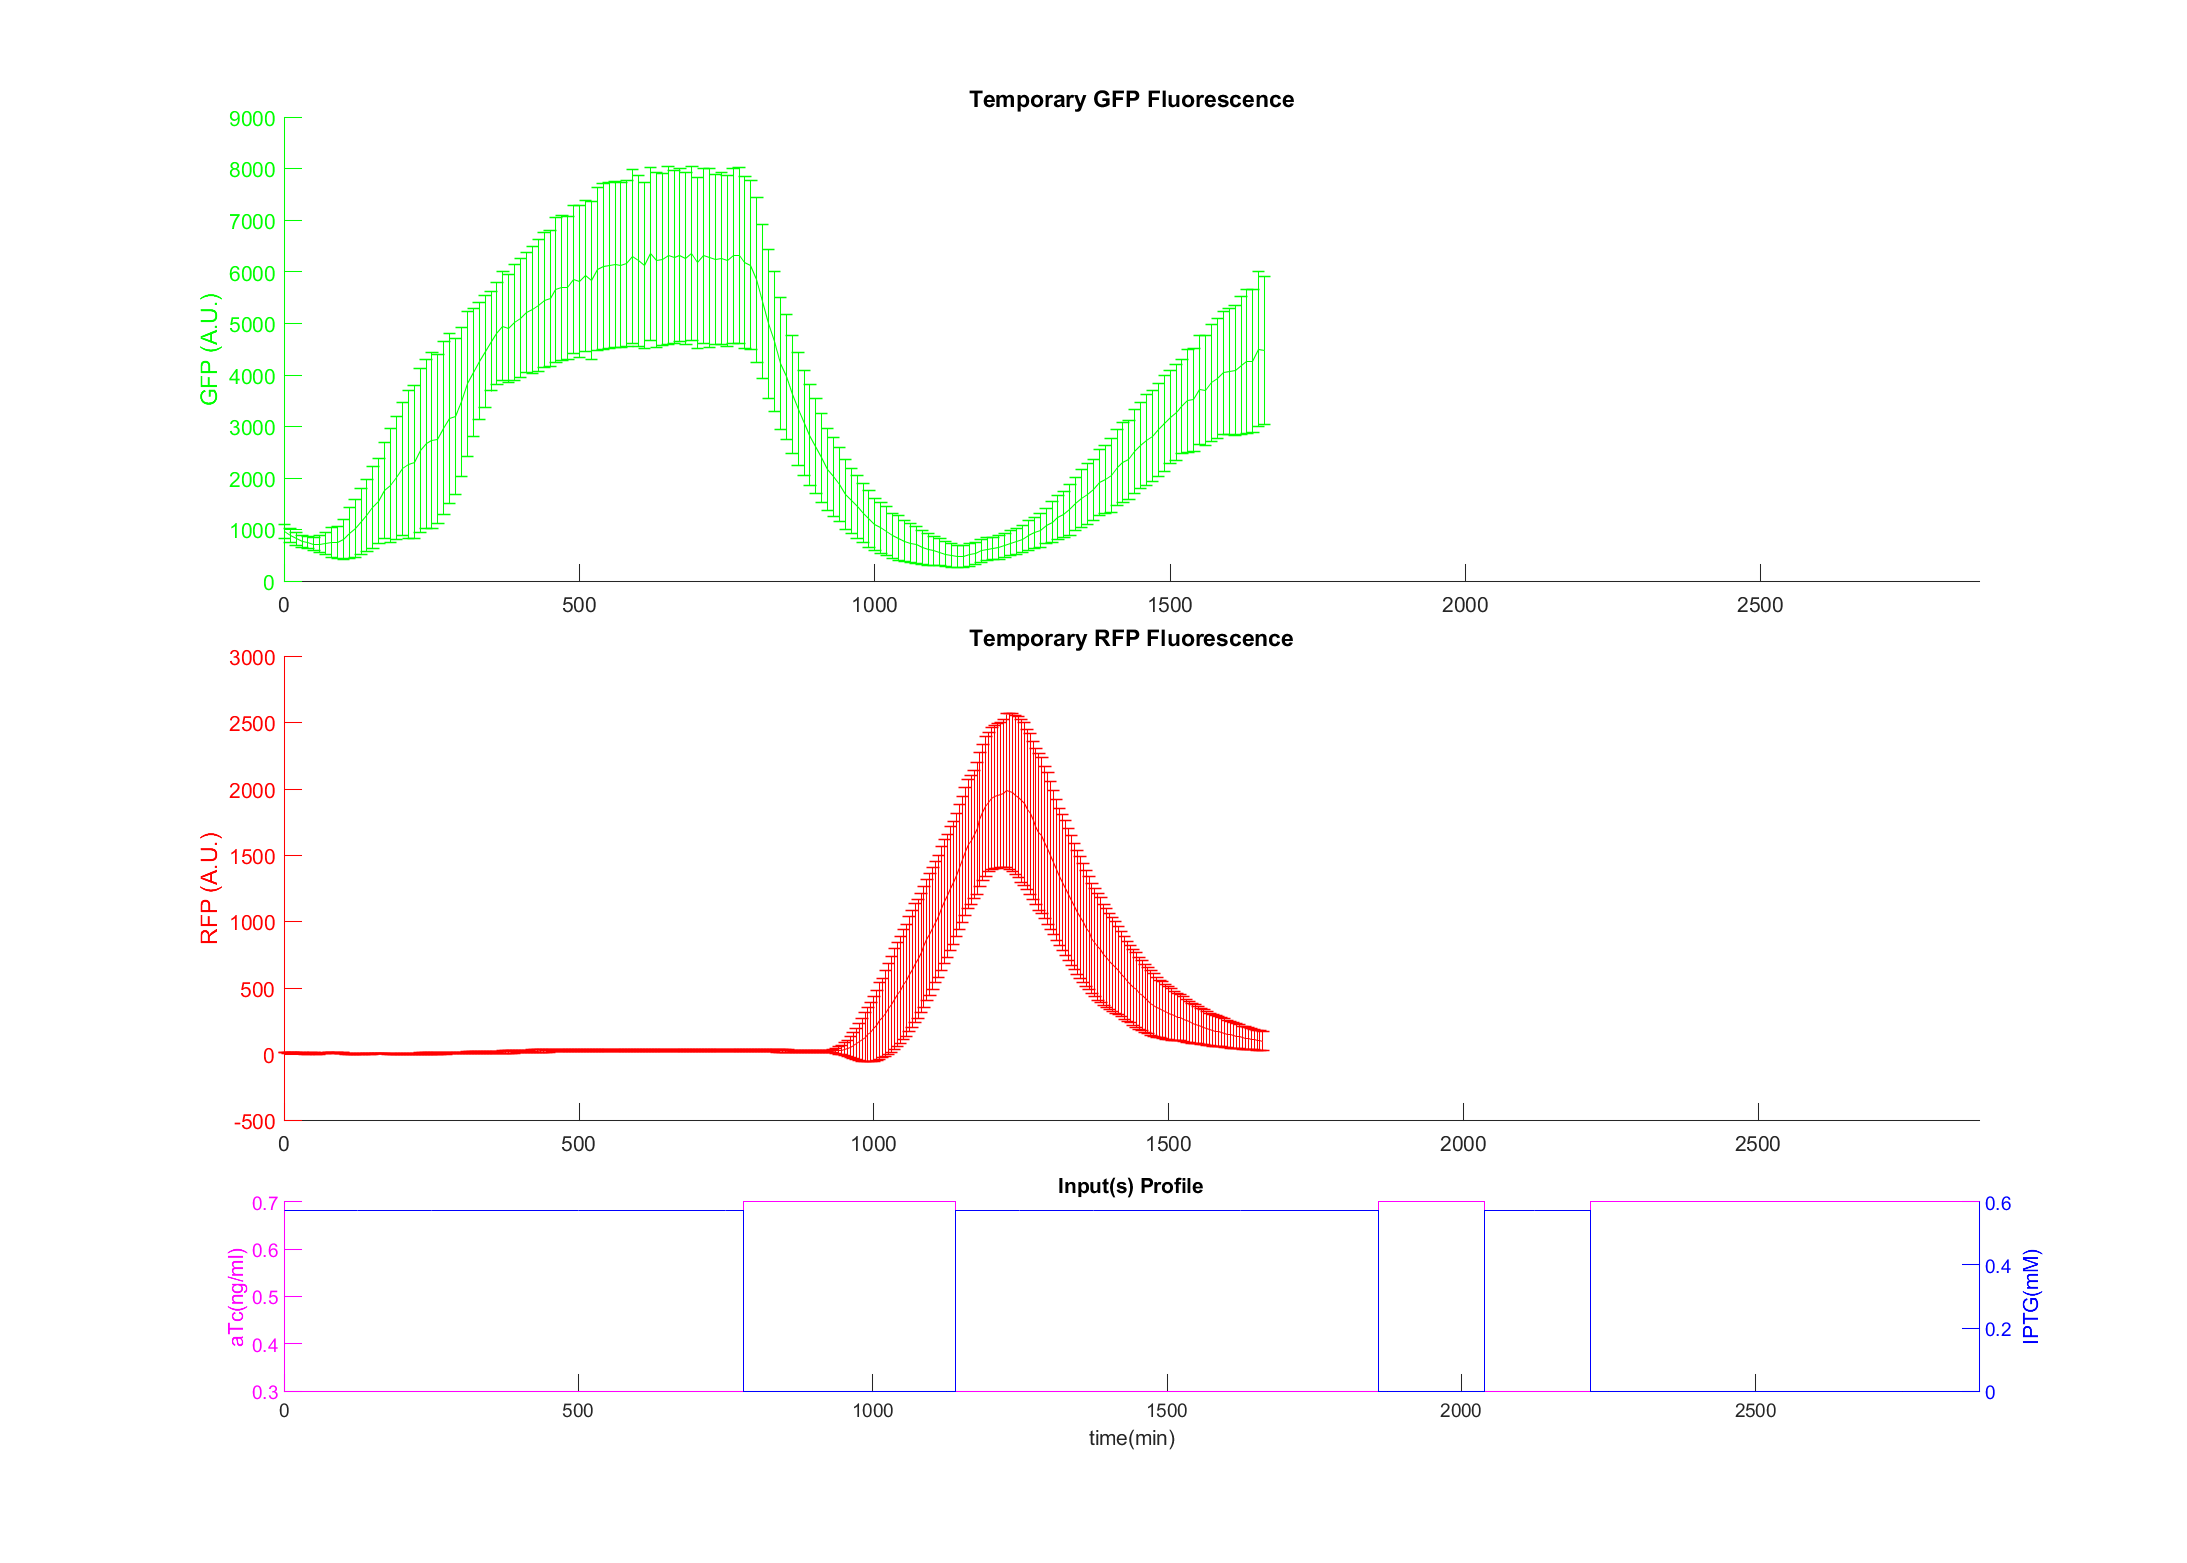 Temporary GFP Fluorescence
9000
8000
7000
6000
5000
4000
3000
2000
1000
0
GFP (A.U.)
0 500 1000 1500 2000 2500
Temporary RFP Fluorescence
3000
2500
2000
1500
1000
500
0
-500
RFP (A.U.)
0 500 1000 1500 2000 2500
Input(s) Profile
0.7
0.6
0.5
0.4
0.3
aTc(ng/ml)
0.6
0.4
0.2
0
IPTG(mM)
0 500 1000 1500 2000 2500
time(min)